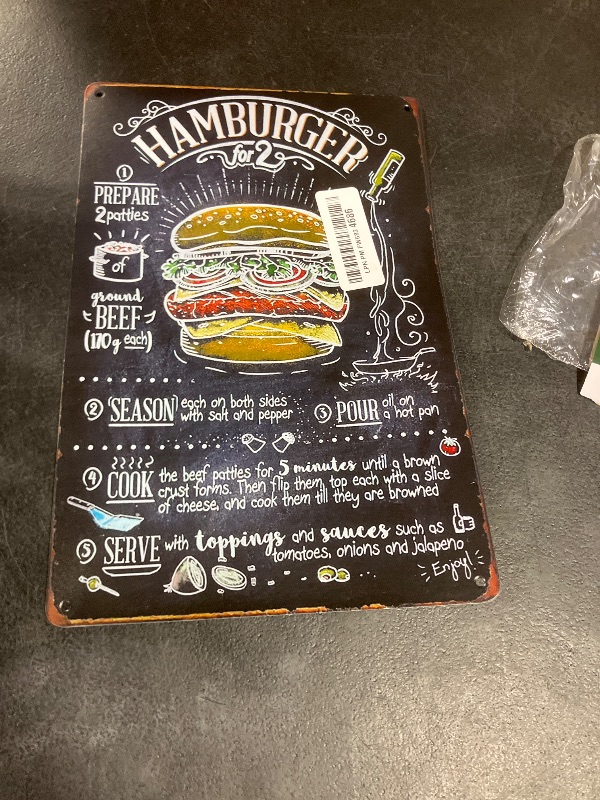 HAMBURGER
for 2
1
PREPARE
2 patties
of
ground
BEEF
(170g each)
2 SEASON each on both sides
with salt and pepper
3 POUR oil on
a hot pan
4 COOK the beef patties for 5 minutes until a brown
crust forms. Then flip them, top each with a slice
of cheese, and cook them till they are browned
5 SERVE with toppings and sauces such as
tomatoes, onions and jalapeno
Enjoy!
4686